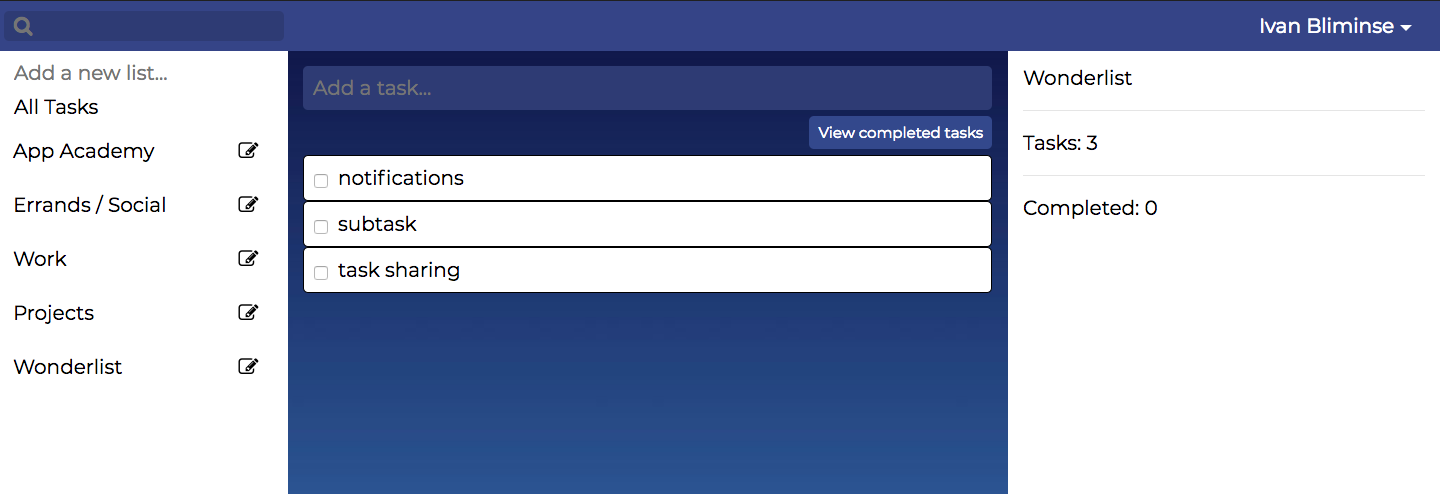 Ivan Bliminse
Add a new list...
All Tasks
App Academy
Errands / Social
Work
Projects
Wonderlist
Add a task...
View completed tasks
notifications
subtask
task sharing
Wonderlist
Tasks: 3
Completed: 0